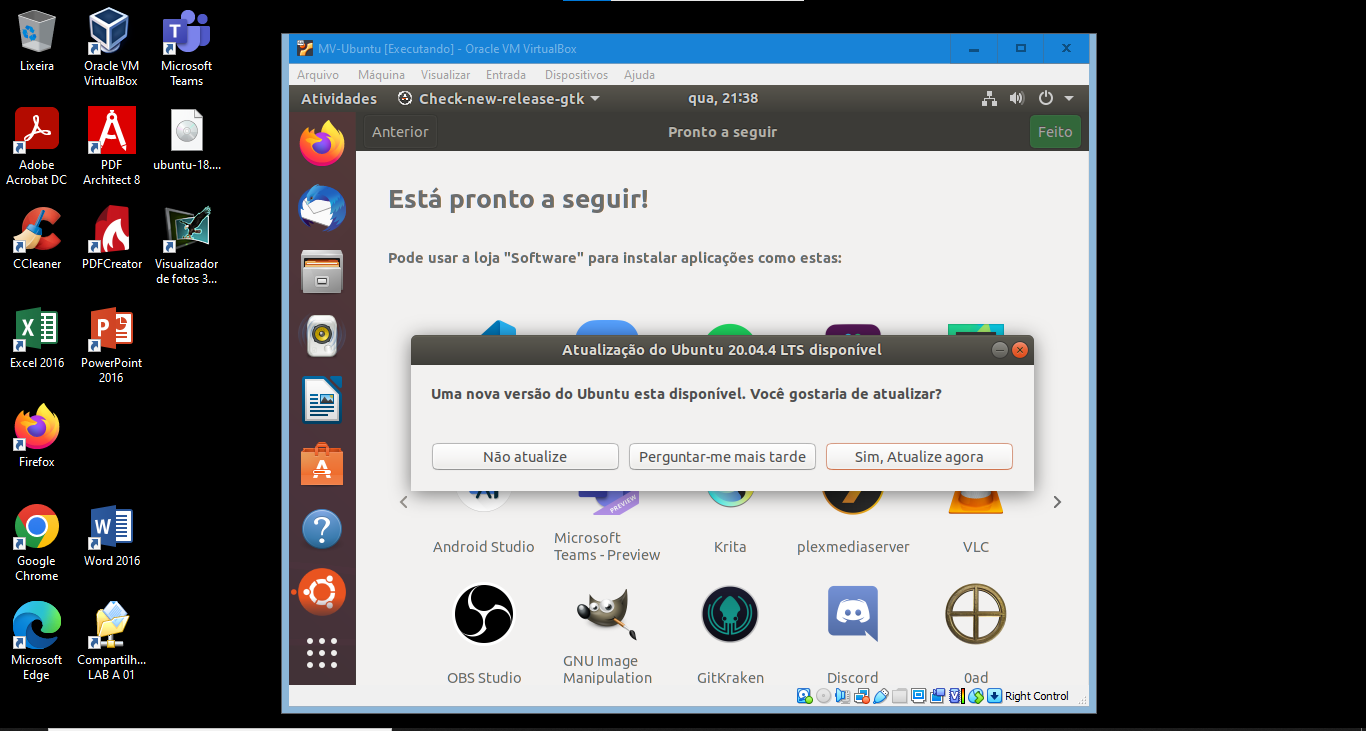 Lixeira
Oracle VM
VirtualBox
Microsoft
Teams
Adobe
Acrobat DC
PDF
Architect 8
ubuntu-18....
CCleaner
PDFCreator
Visualizador
de fotos 3...
Excel 2016
PowerPoint
2016
Firefox
Google
Chrome
Word 2016
Microsoft
Edge
Compartilh...
LAB A 01
MV-Ubuntu [Executando] - Oracle VM VirtualBox
Arquivo Máquina Visualizar Entrada Dispositivos Ajuda
Atividades Check-new-release-gtk qua, 21:38
Anterior Pronto a seguir Feito
Está pronto a seguir!
Pode usar a loja "Software" para instalar aplicações como estas:
Atualização do Ubuntu 20.04.4 LTS disponível
Uma nova versão do Ubuntu esta disponível. Você gostaria de atualizar?
Não atualize Perguntar-me mais tarde Sim, Atualize agora
PREVIEW
Android Studio
Microsoft
Teams - Preview
Krita
plexmediaserver
VLC
OBS Studio
GNU Image
Manipulation
GitKraken
Discord
0ad
Right Control